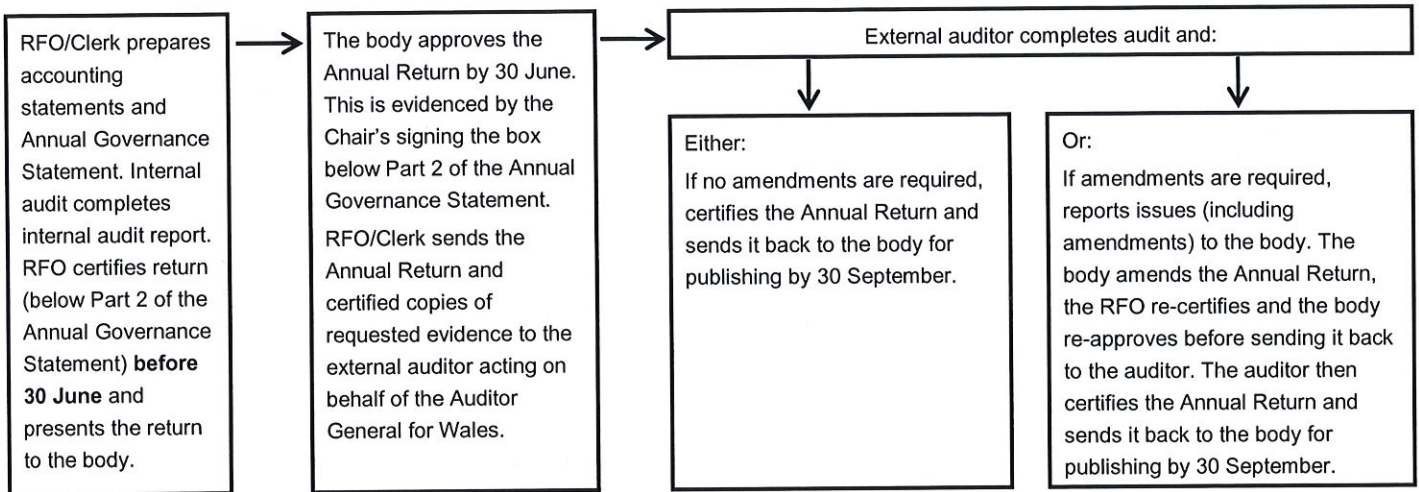 RFO/Clerk prepares
accounting
statements and
Annual Governance
Statement. Internal
audit completes
internal audit report.
RFO certifies return
(below Part 2 of the
Annual Governance
Statement) before
30 June and
presents the return
to the body.
The body approves the
Annual Return by 30 June.
This is evidenced by the
Chair's signing the box
below Part 2 of the Annual
Governance Statement.
RFO/Clerk sends the
Annual Return and
certified copies of
requested evidence to the
external auditor acting on
behalf of the Auditor
General for Wales.
External auditor completes audit and:
Either:
If no amendments are required,
certifies the Annual Return and
sends it back to the body for
publishing by 30 September.
Or:
If amendments are required,
reports issues (including
amendments) to the body. The
body amends the Annual Return,
the RFO re-certifies and the body
re-approves before sending it back
to the auditor. The auditor then
certifies the Annual Return and
sends it back to the body for
publishing by 30 September.